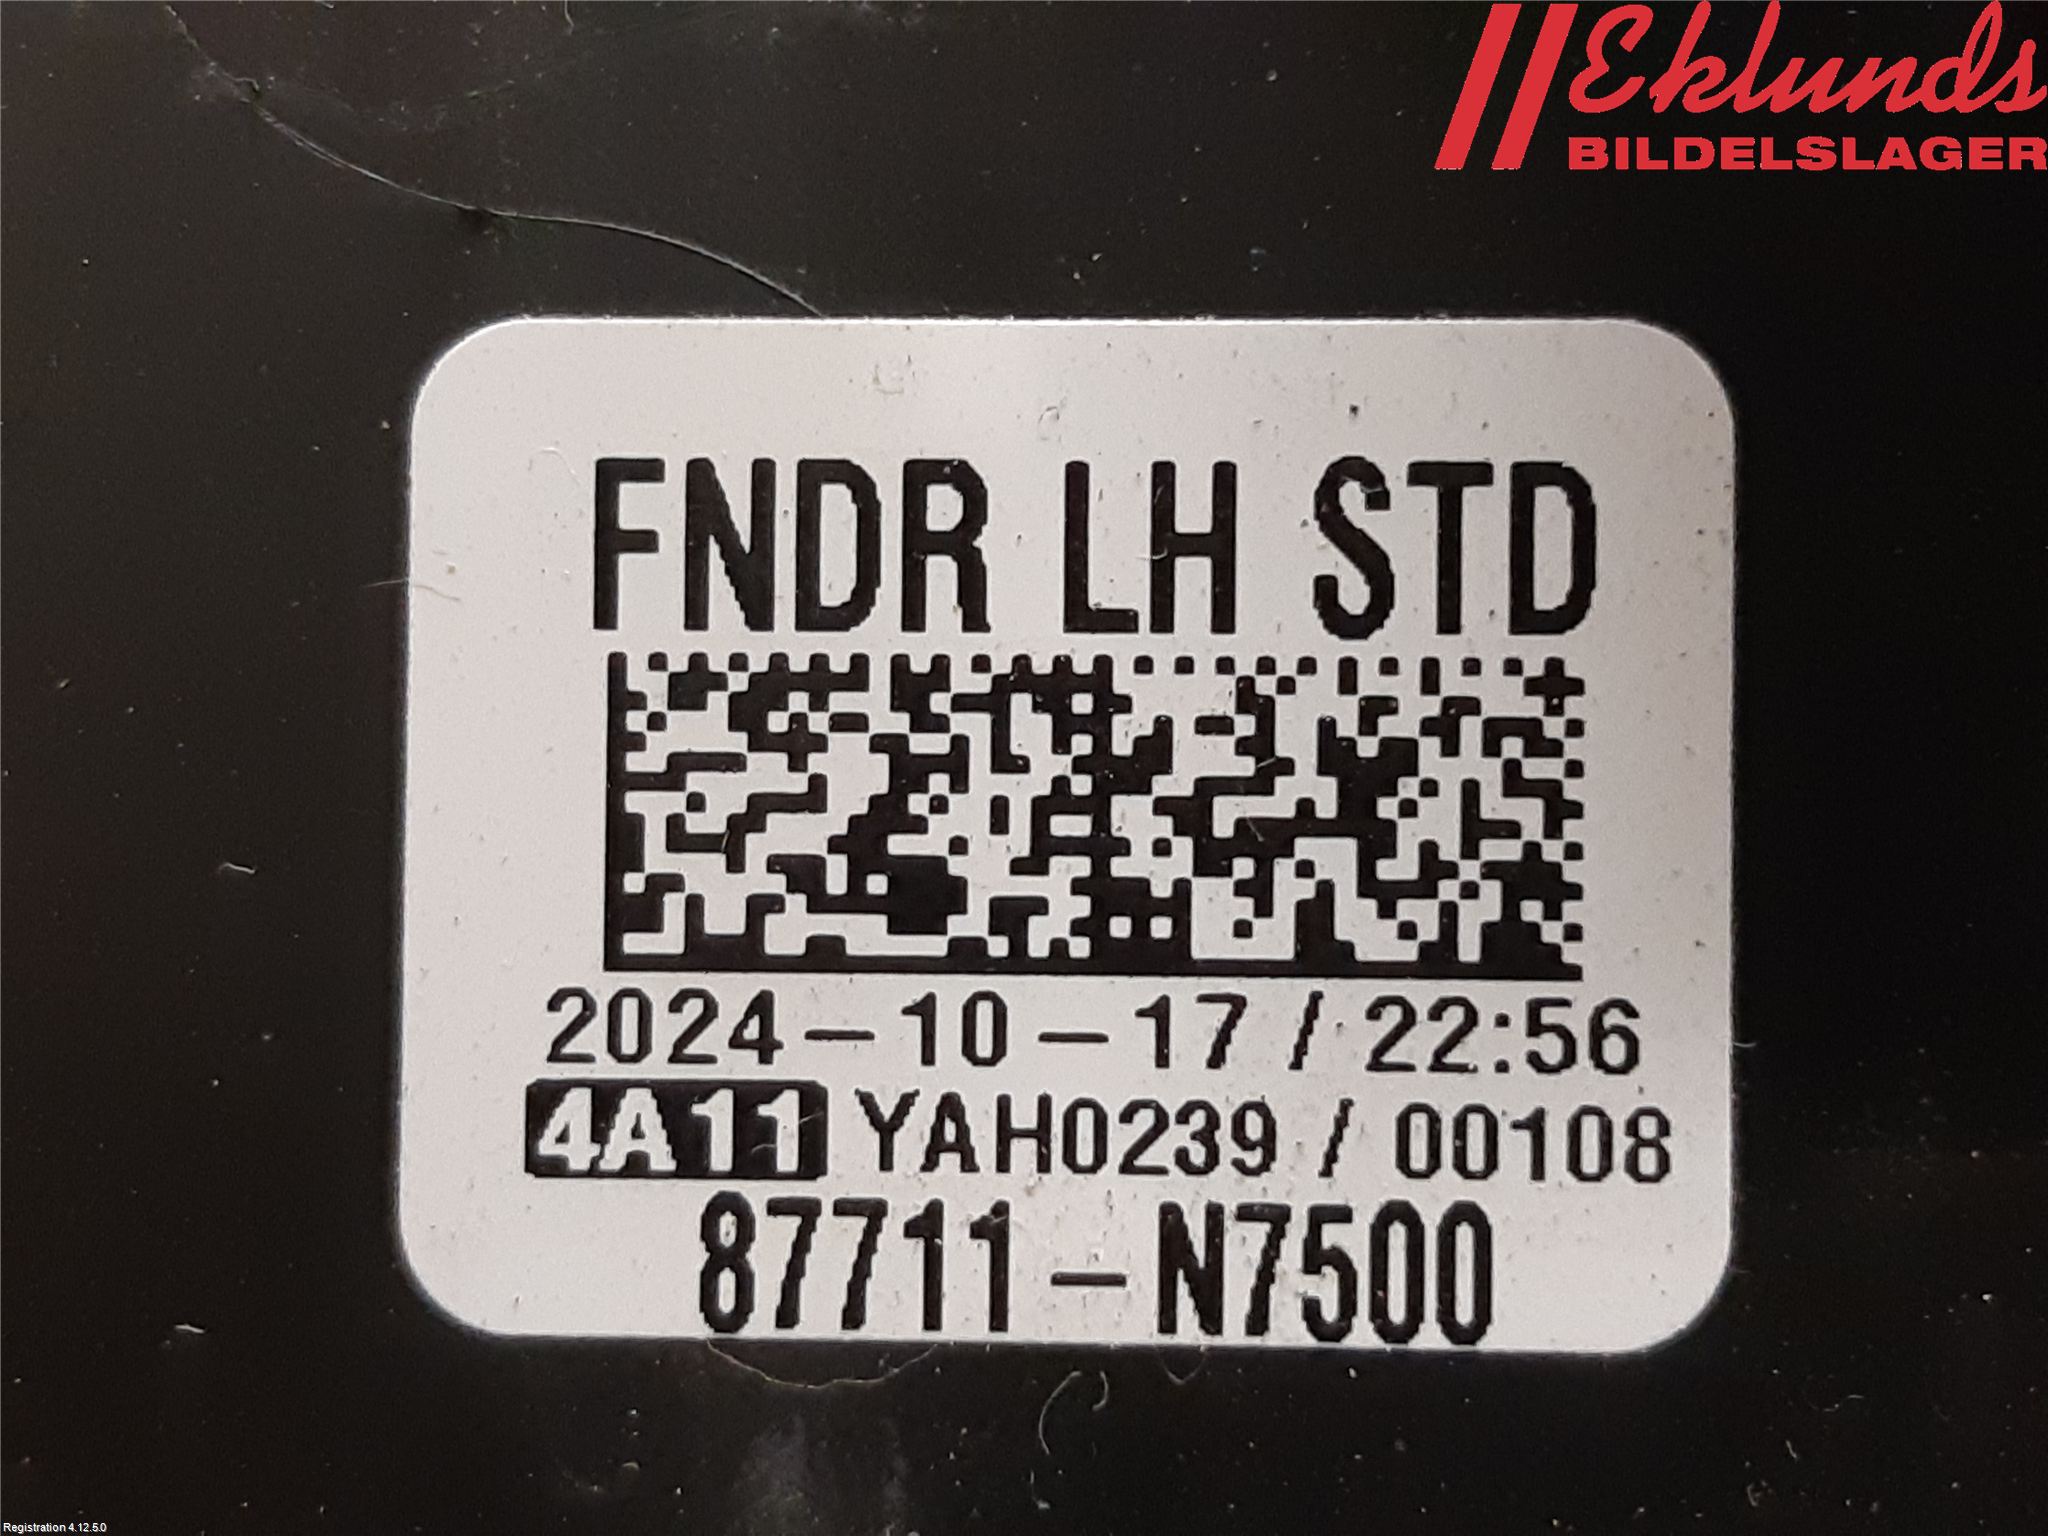 Eklunds
BILDELSLAGER
FNDR LH STD
2024-10-17 / 22:56
4A11 YAH0239 / 00108
87711-N7500
Registration 4.12.5.0